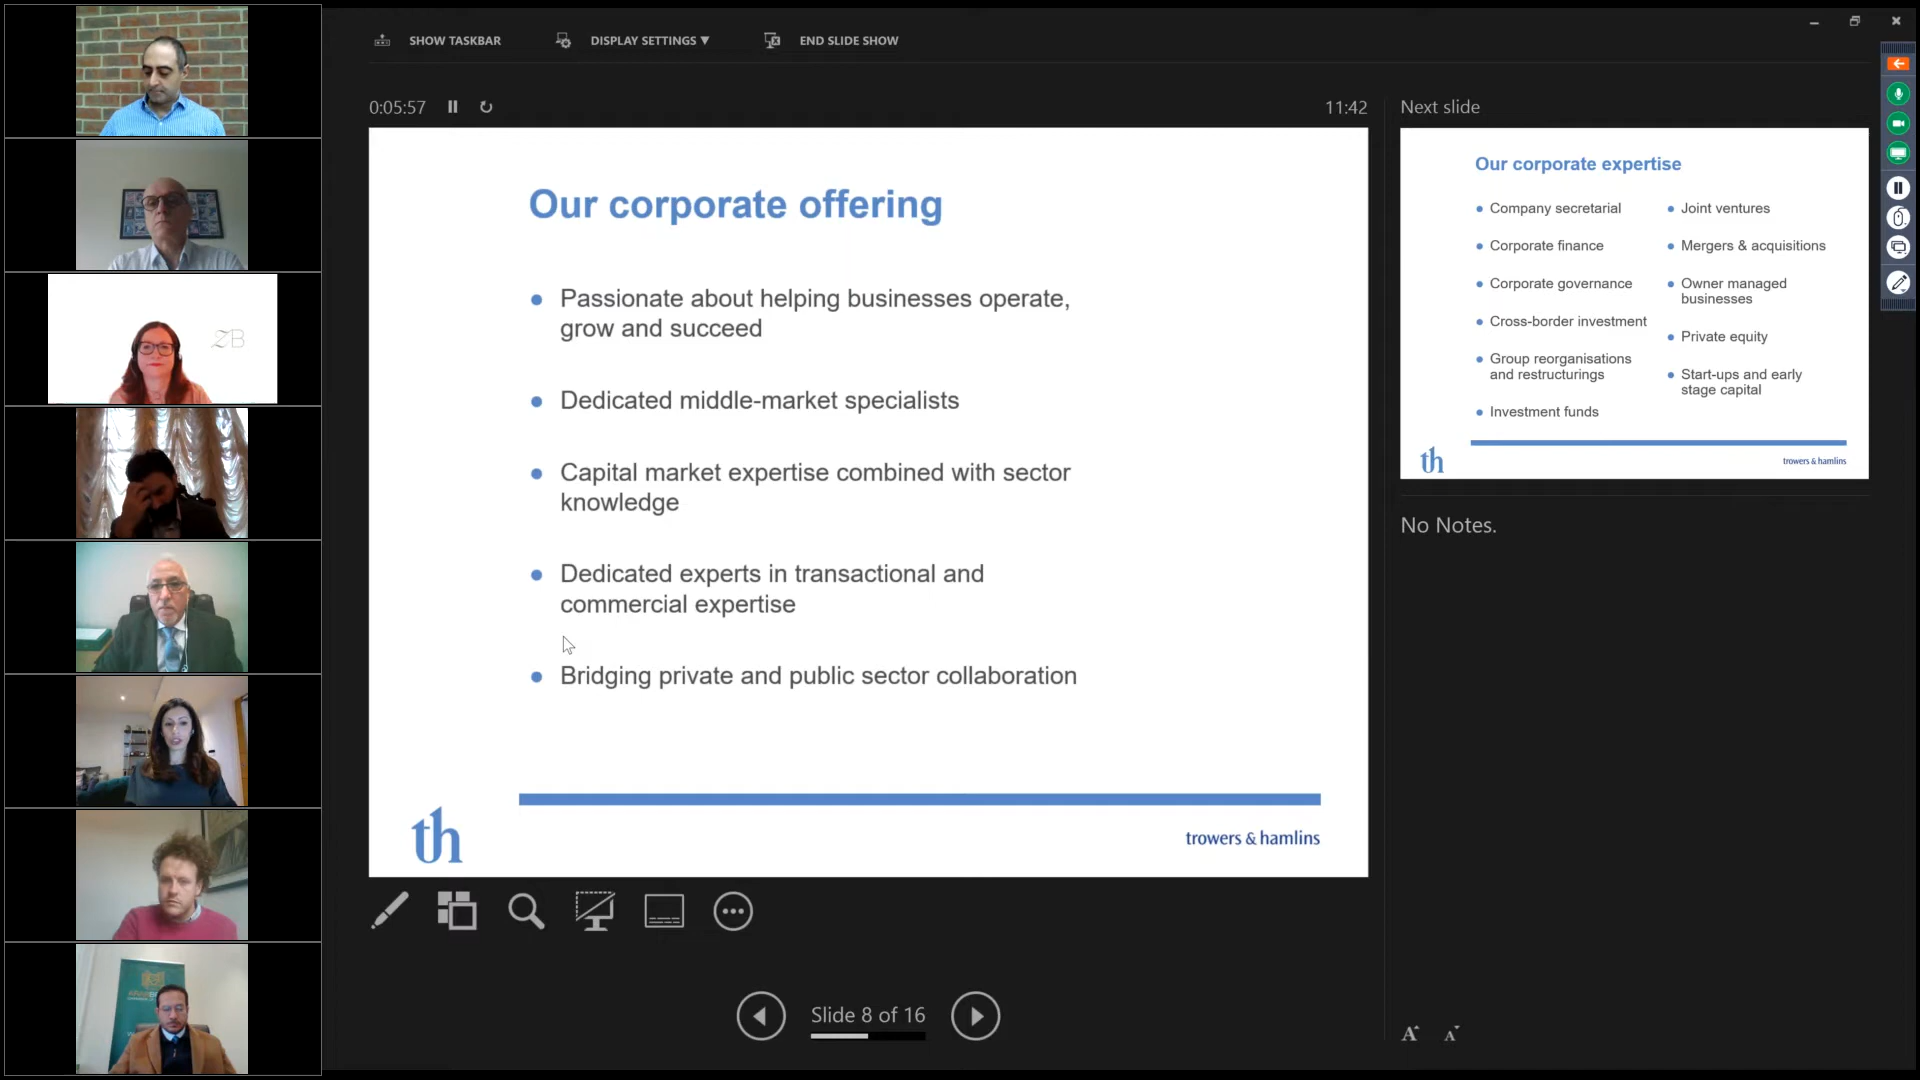 SHOW TASKBAR
DISPLAY SETTINGS ▼
END SLIDE SHOW
0:05:57
11:42
Next slide
Our corporate offering
Passionate about helping businesses operate,
grow and succeed
Dedicated middle-market specialists
Capital market expertise combined with sector
knowledge
Dedicated experts in transactional and
commercial expertise
Bridging private and public sector collaboration
th
trowers & hamlins
Our corporate expertise
Company secretarial
Corporate finance
Corporate governance
Cross-border investment
Group reorganisations
and restructurings
Investment funds
Joint ventures
Mergers & acquisitions
Owner managed
businesses
Private equity
Start-ups and early
stage capital
th
trowers & hamlins
No Notes.
Slide 8 of 16
A A
ZB